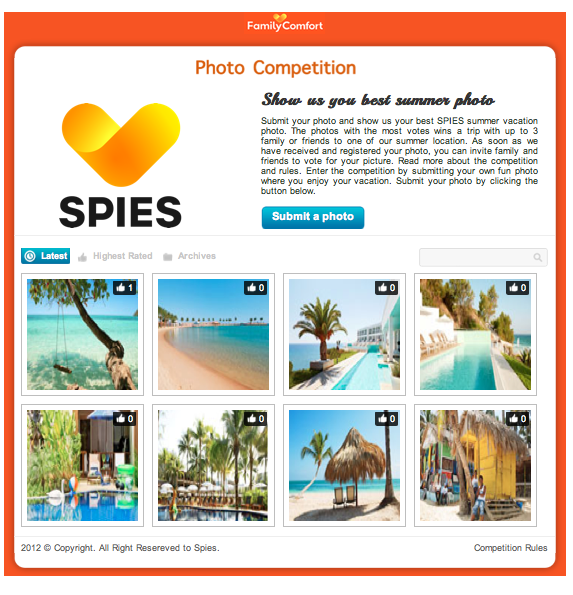 FamilyComfort
Photo Competition
Show us you best summer photo
Submit your photo and show us your best SPIES summer vacation
photo. The photos with the most votes wins a trip with up to 3
family or friends to one of our summer location. As soon as we
have received and registered your photo, you can invite family and
friends to vote for your picture. Read more about the competition
and rules. Enter the competition by submitting your own fun photo
where you enjoy your vacation. Submit your photo by clicking the
button below.
SPIES
Submit a photo
Latest Highest Rated Archives
1 0 0 0
0 0 0 0
2012 © Copyright. All Right Resereved to Spies. Competition Rules